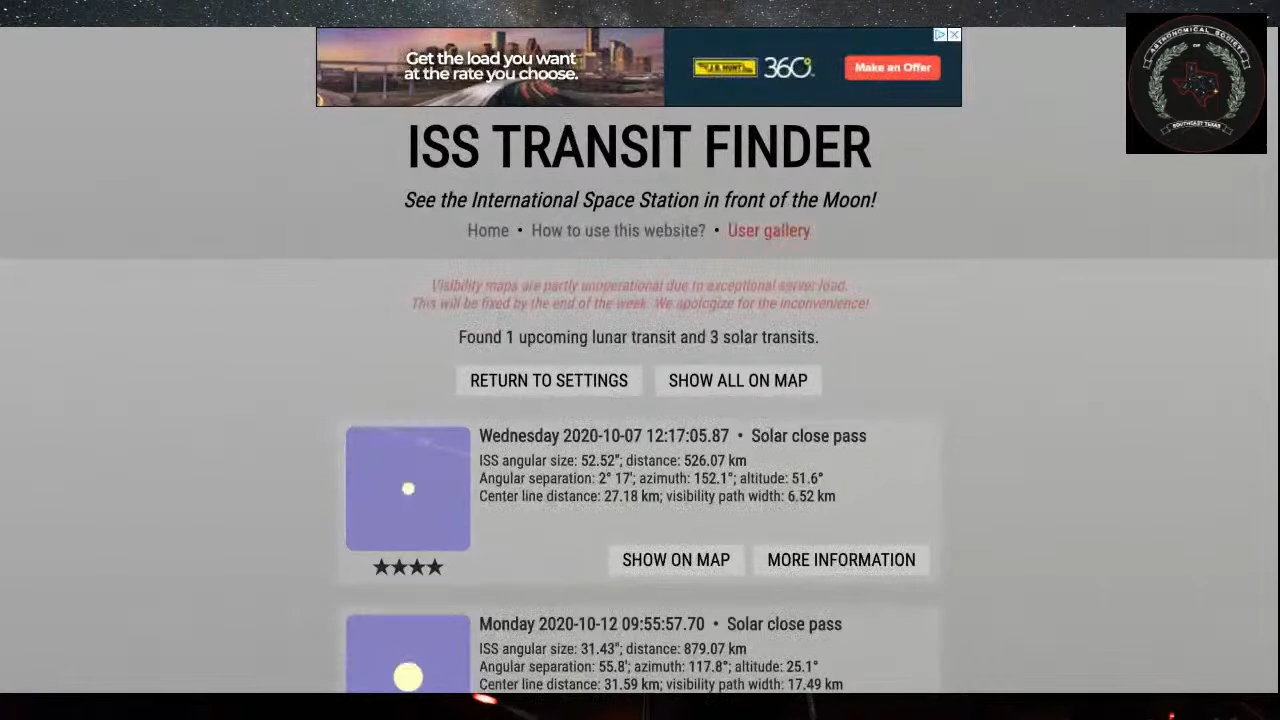 Get the load you want
at the rate you choose.
J.B. HUNT 360°
Make an Offer
ASTRONOMICAL SOCIETY
OF
SOUTHEAST TEXAS
ISS TRANSIT FINDER
See the International Space Station in front of the Moon!
Home • How to use this website? • User gallery
Visibility maps are partly unoperational due to exceptional server load.
This will be fixed by the end of the week. We apologize for the inconvenience!
Found 1 upcoming lunar transit and 3 solar transits.
RETURN TO SETTINGS SHOW ALL ON MAP
Wednesday 2020-10-07 12:17:05.87 • Solar close pass
ISS angular size: 52.52″; distance: 526.07 km
Angular separation: 2° 17′; azimuth: 152.1°; altitude: 51.6°
Center line distance: 27.18 km; visibility path width: 6.52 km
★★★★
SHOW ON MAP MORE INFORMATION
Monday 2020-10-12 09:55:57.70 • Solar close pass
ISS angular size: 31.43″; distance: 879.07 km
Angular separation: 55.8′; azimuth: 117.8°; altitude: 25.1°
Center line distance: 31.59 km; visibility path width: 17.49 km